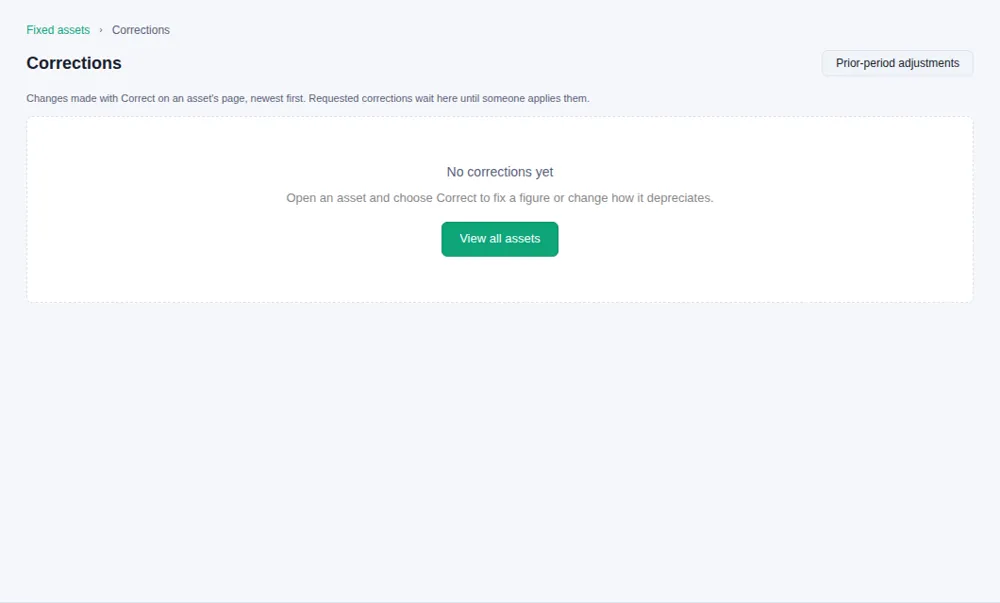 Fixed assets › Corrections
Corrections
Prior-period adjustments
Changes made with Correct on an asset's page, newest first. Requested corrections wait here until someone applies them.
No corrections yet
Open an asset and choose Correct to fix a figure or change how it depreciates.
View all assets